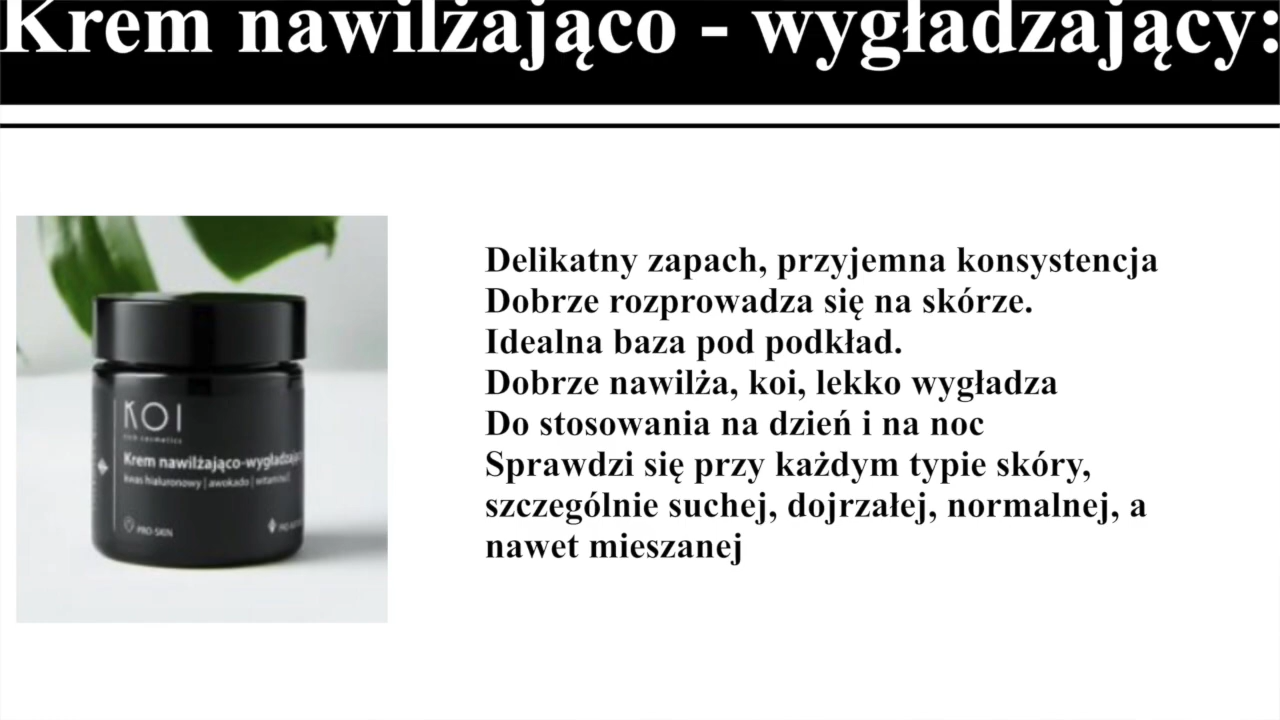 Krem nawilżająco - wygładzający:
Delikatny zapach, przyjemna konsystencja
Dobrze rozprowadza się na skórze.
Idealna baza pod podkład.
Dobrze nawilża, koi, lekko wygładza
Do stosowania na dzień i na noc
Sprawdzi się przy każdym typie skóry,
szczególnie suchej, dojrzałej, normalnej, a
nawet mieszanej
KOI
cosmetics
Krem nawilżająco-wygładzając
kwas hialuronowy | awokado |
PRO-SKIN